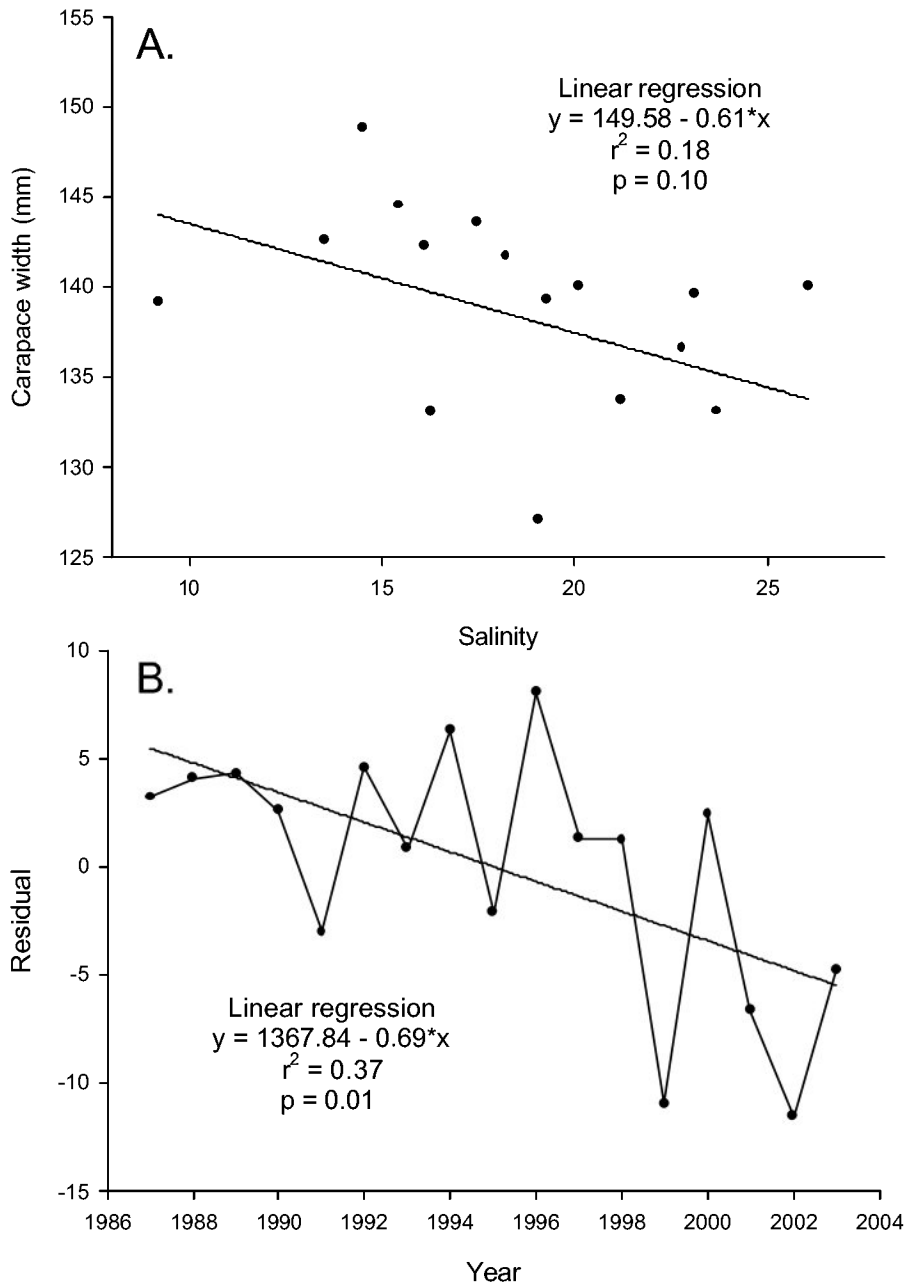 A.
Linear regression
y = 149.58 - 0.61*x
r² = 0.18
p = 0.10
Carapace width (mm)
155
150
145
140
135
130
125
10 15 20 25
Salinity
B.
Linear regression
y = 1367.84 - 0.69*x
r² = 0.37
p = 0.01
Residual
10
5
0
-5
-10
-15
1986 1988 1990 1992 1994 1996 1998 2000 2002 2004
Year